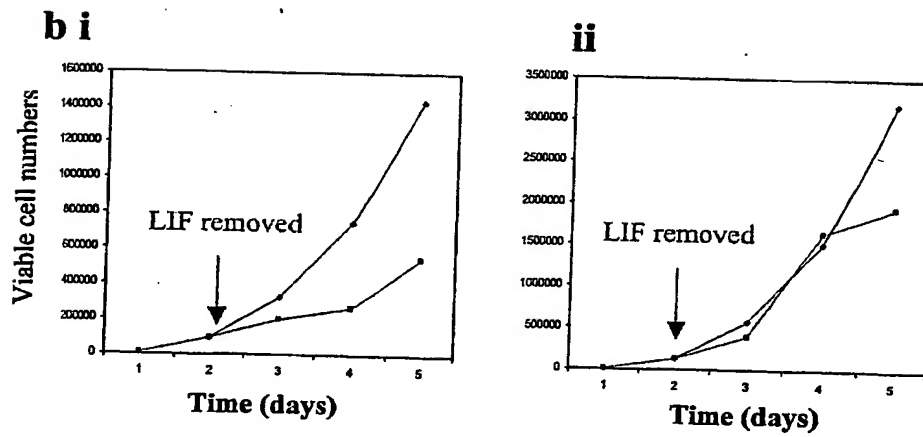 b i
1600000
1400000
1200000
1000000
800000
600000
400000
200000
0
Viable cell numbers
LIF removed
1 2 3 4 5
Time (days)
ii
3500000
3000000
2500000
2000000
1500000
1000000
500000
0
LIF removed
1 2 3 4 5
Time (days)